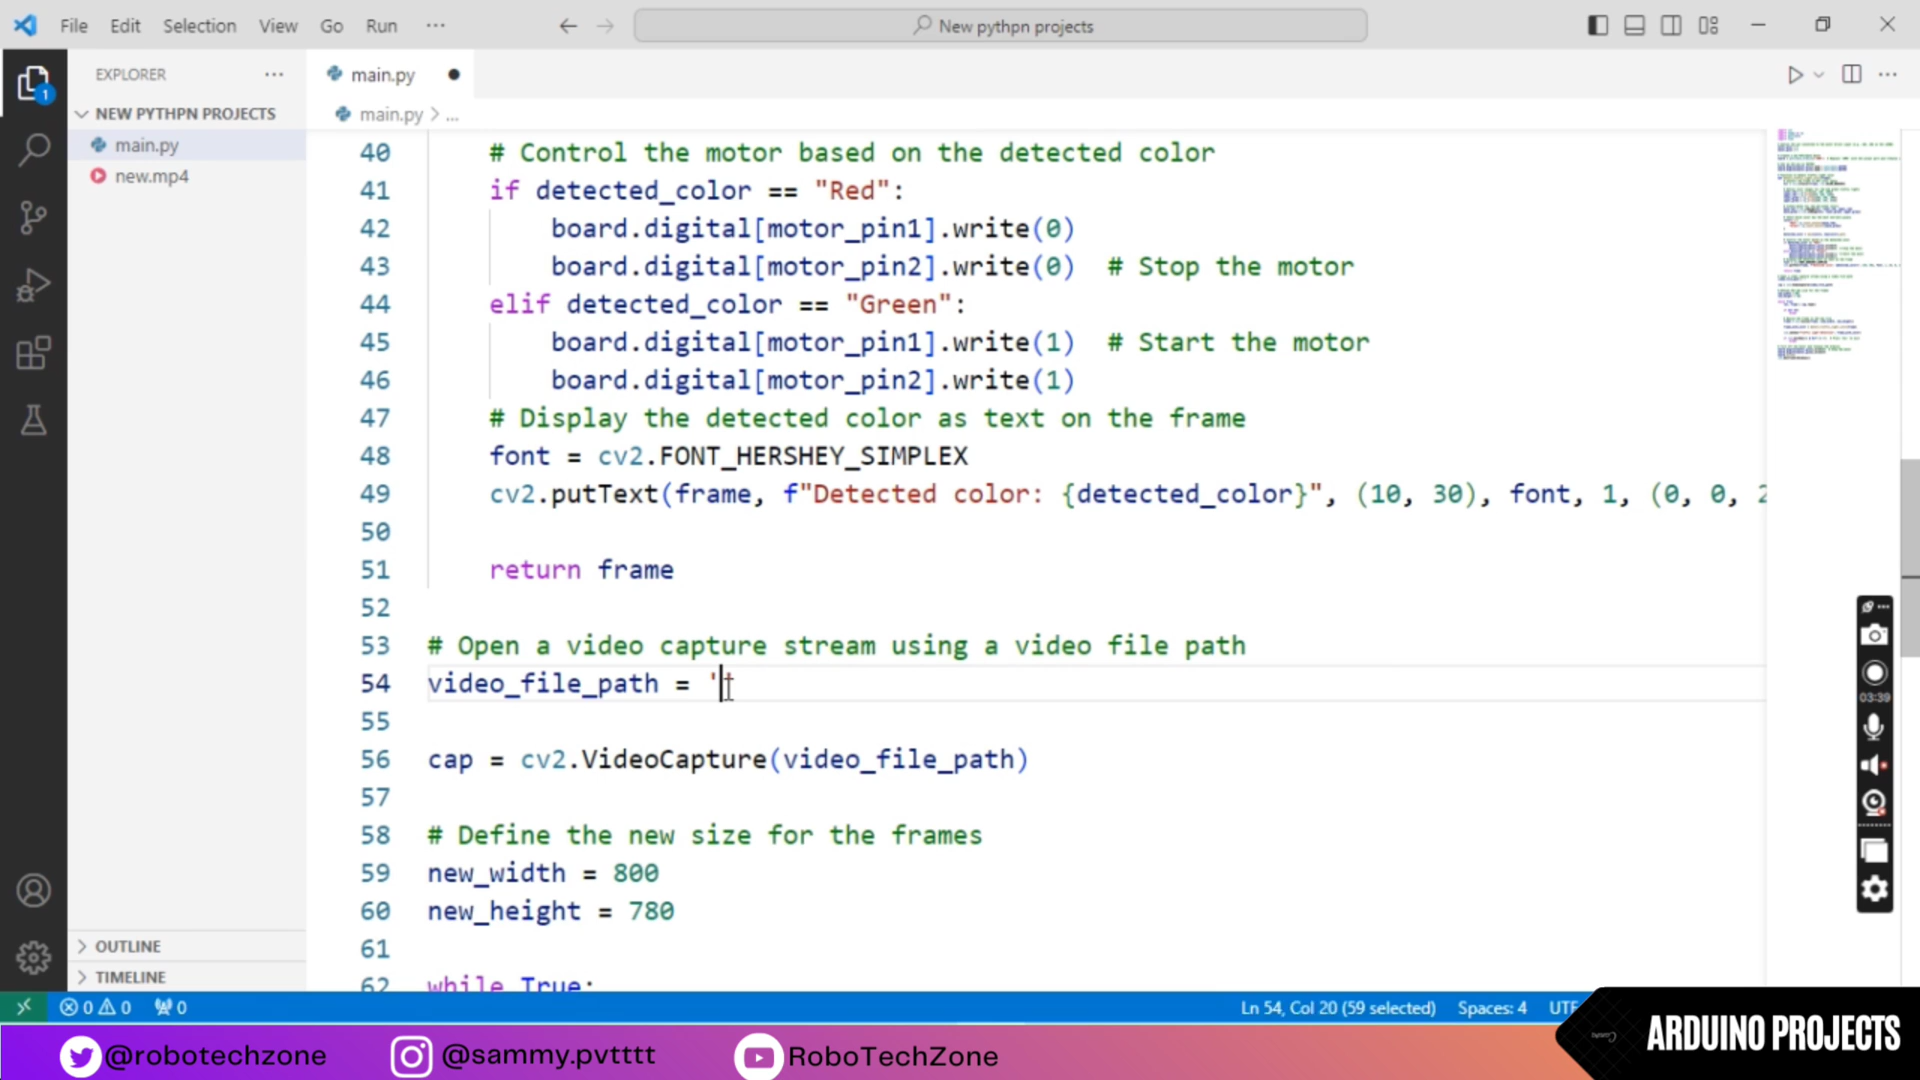 File Edit Selection View Go Run ··· New pythpn projects
EXPLORER ···
NEW PYTHPN PROJECTS
main.py
new.mp4
OUTLINE
TIMELINE
main.py
main.py > ...
40 # Control the motor based on the detected color
41 if detected_color == "Red":
42 board.digital[motor_pin1].write(0)
43 board.digital[motor_pin2].write(0) # Stop the motor
44 elif detected_color == "Green":
45 board.digital[motor_pin1].write(1) # Start the motor
46 board.digital[motor_pin2].write(1)
47 # Display the detected color as text on the frame
48 font = cv2.FONT_HERSHEY_SIMPLEX
49 cv2.putText(frame, f"Detected color: {detected_color}", (10, 30), font, 1, (0, 0, 2
50
51 return frame
52
53 # Open a video capture stream using a video file path
54 video_file_path = ''
55
56 cap = cv2.VideoCapture(video_file_path)
57
58 # Define the new size for the frames
59 new_width = 800
60 new_height = 780
61
62 while True:
1
03:39
0 0 0 Ln 54, Col 20 (59 selected) Spaces: 4 UTF
@robotechzone @sammy.pvtttt RoboTechZone
ARDUINO PROJECTS